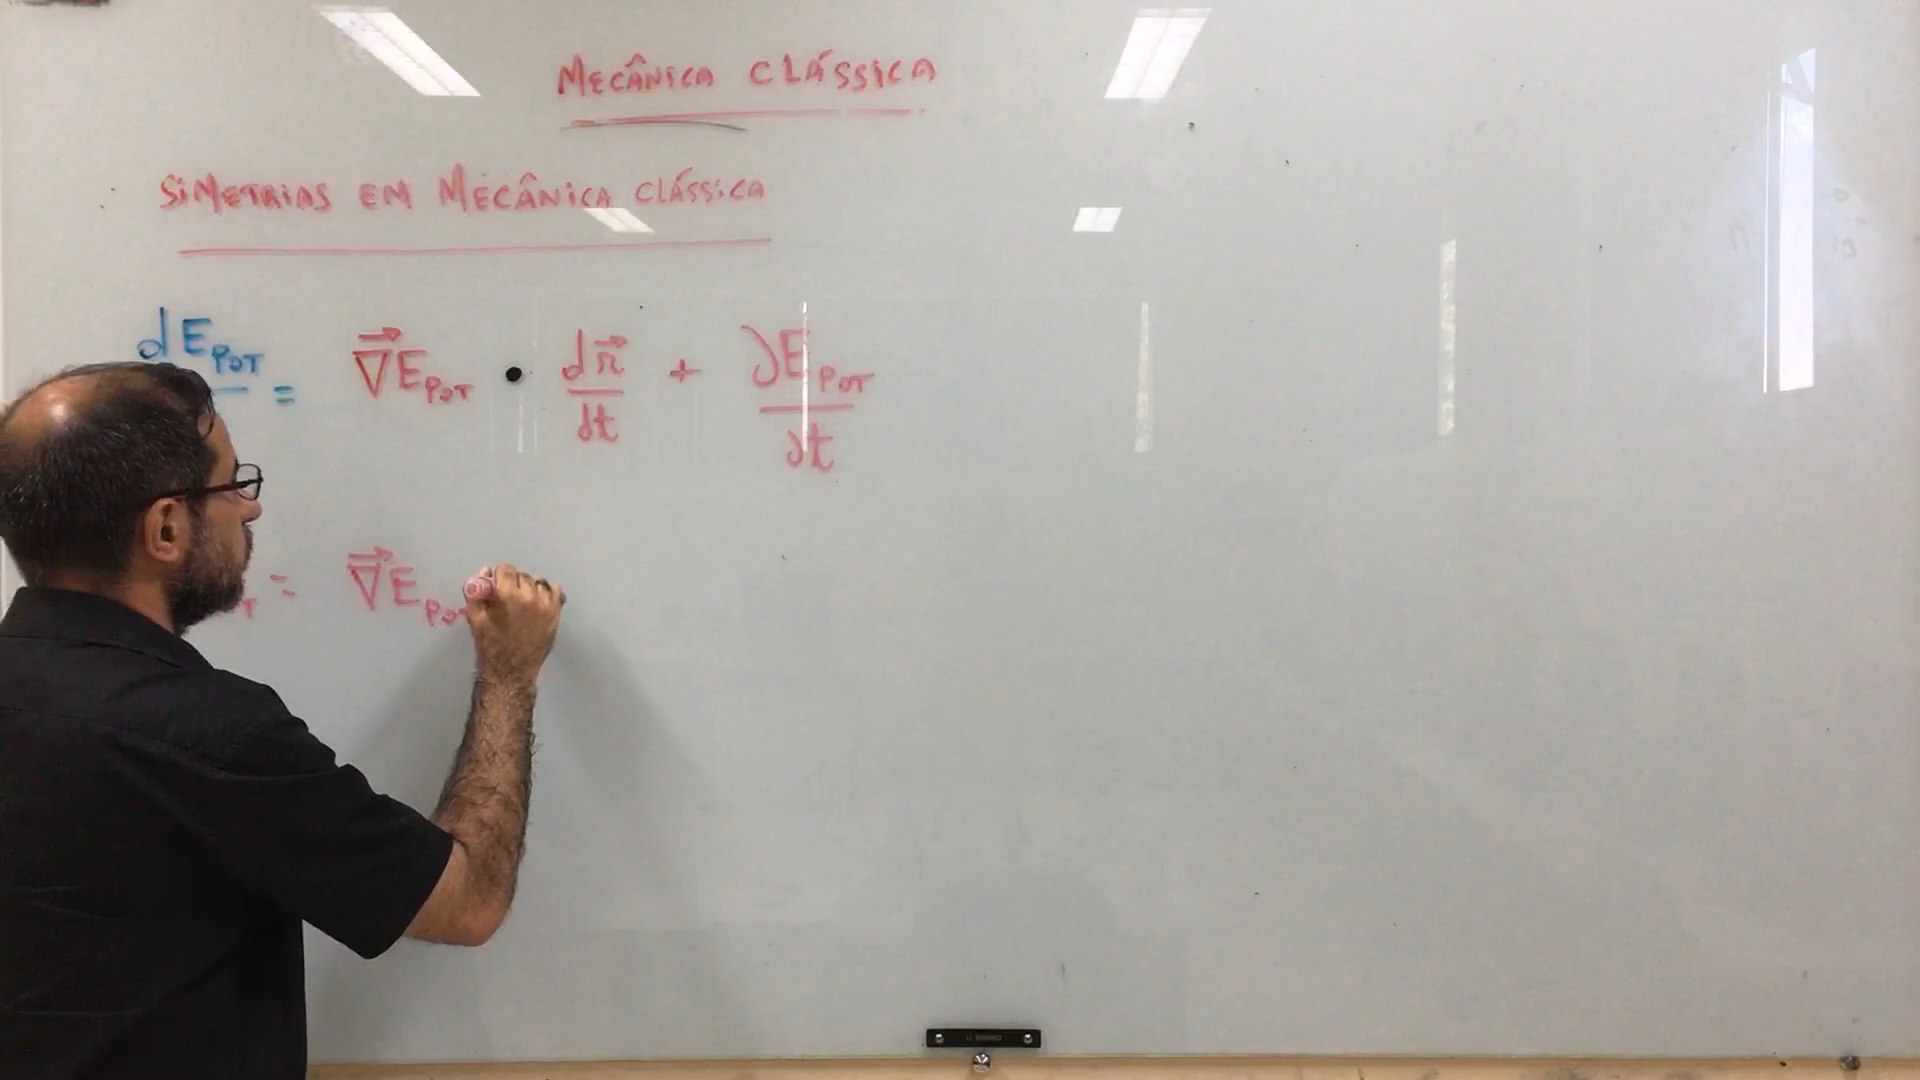 MECÂNICA CLÁSSICA
SIMETRIAS EM MECÂNICA CLÁSSICA
dE_POT = ∇⃗E_POT • dr⃗/dt + ∂E_POT/∂t
= ∇⃗E_POT